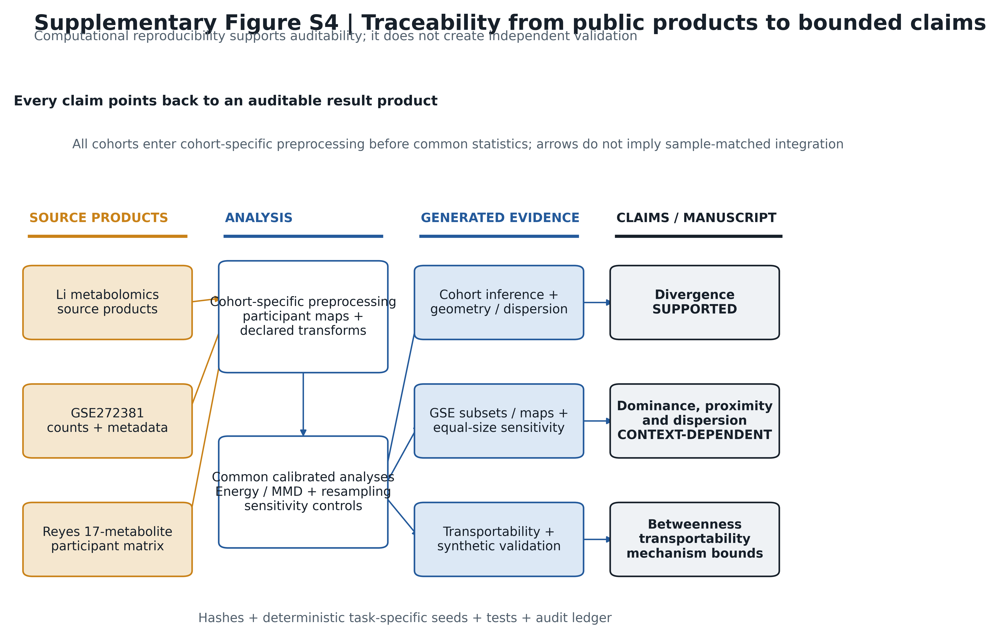 Supplementary Figure S4 | Traceability from public products to bounded claims
Computational reproducibility supports auditability; it does not create independent validation
Every claim points back to an auditable result product
All cohorts enter cohort-specific preprocessing before common statistics; arrows do not imply sample-matched integration
SOURCE PRODUCTS
Li metabolomics
source products
GSE272381
counts + metadata
Reyes 17-metabolite
participant matrix
ANALYSIS
Cohort-specific preprocessing
participant maps +
declared transforms
Common calibrated analyses
Energy / MMD + resampling
sensitivity controls
GENERATED EVIDENCE
Cohort inference +
geometry / dispersion
GSE subsets / maps +
equal-size sensitivity
Transportability +
synthetic validation
CLAIMS / MANUSCRIPT
Divergence
SUPPORTED
Dominance, proximity
and dispersion
CONTEXT-DEPENDENT
Betweenness
transportability
mechanism bounds
Hashes + deterministic task-specific seeds + tests + audit ledger